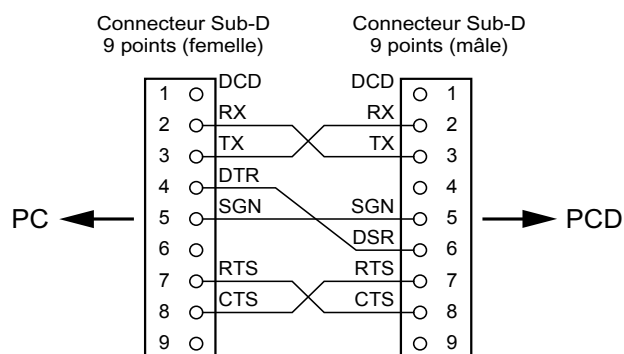 Connecteur Sub-D
9 points (femelle)
Connecteur Sub-D
9 points (mâle)
DCD DCD
1 1
RX RX
2 2
TX TX
3 3
DTR
4 4
SGN SGN
PC 5 5 PCD
DSR
6 6
RTS RTS
7 7
CTS CTS
8 8
9 9